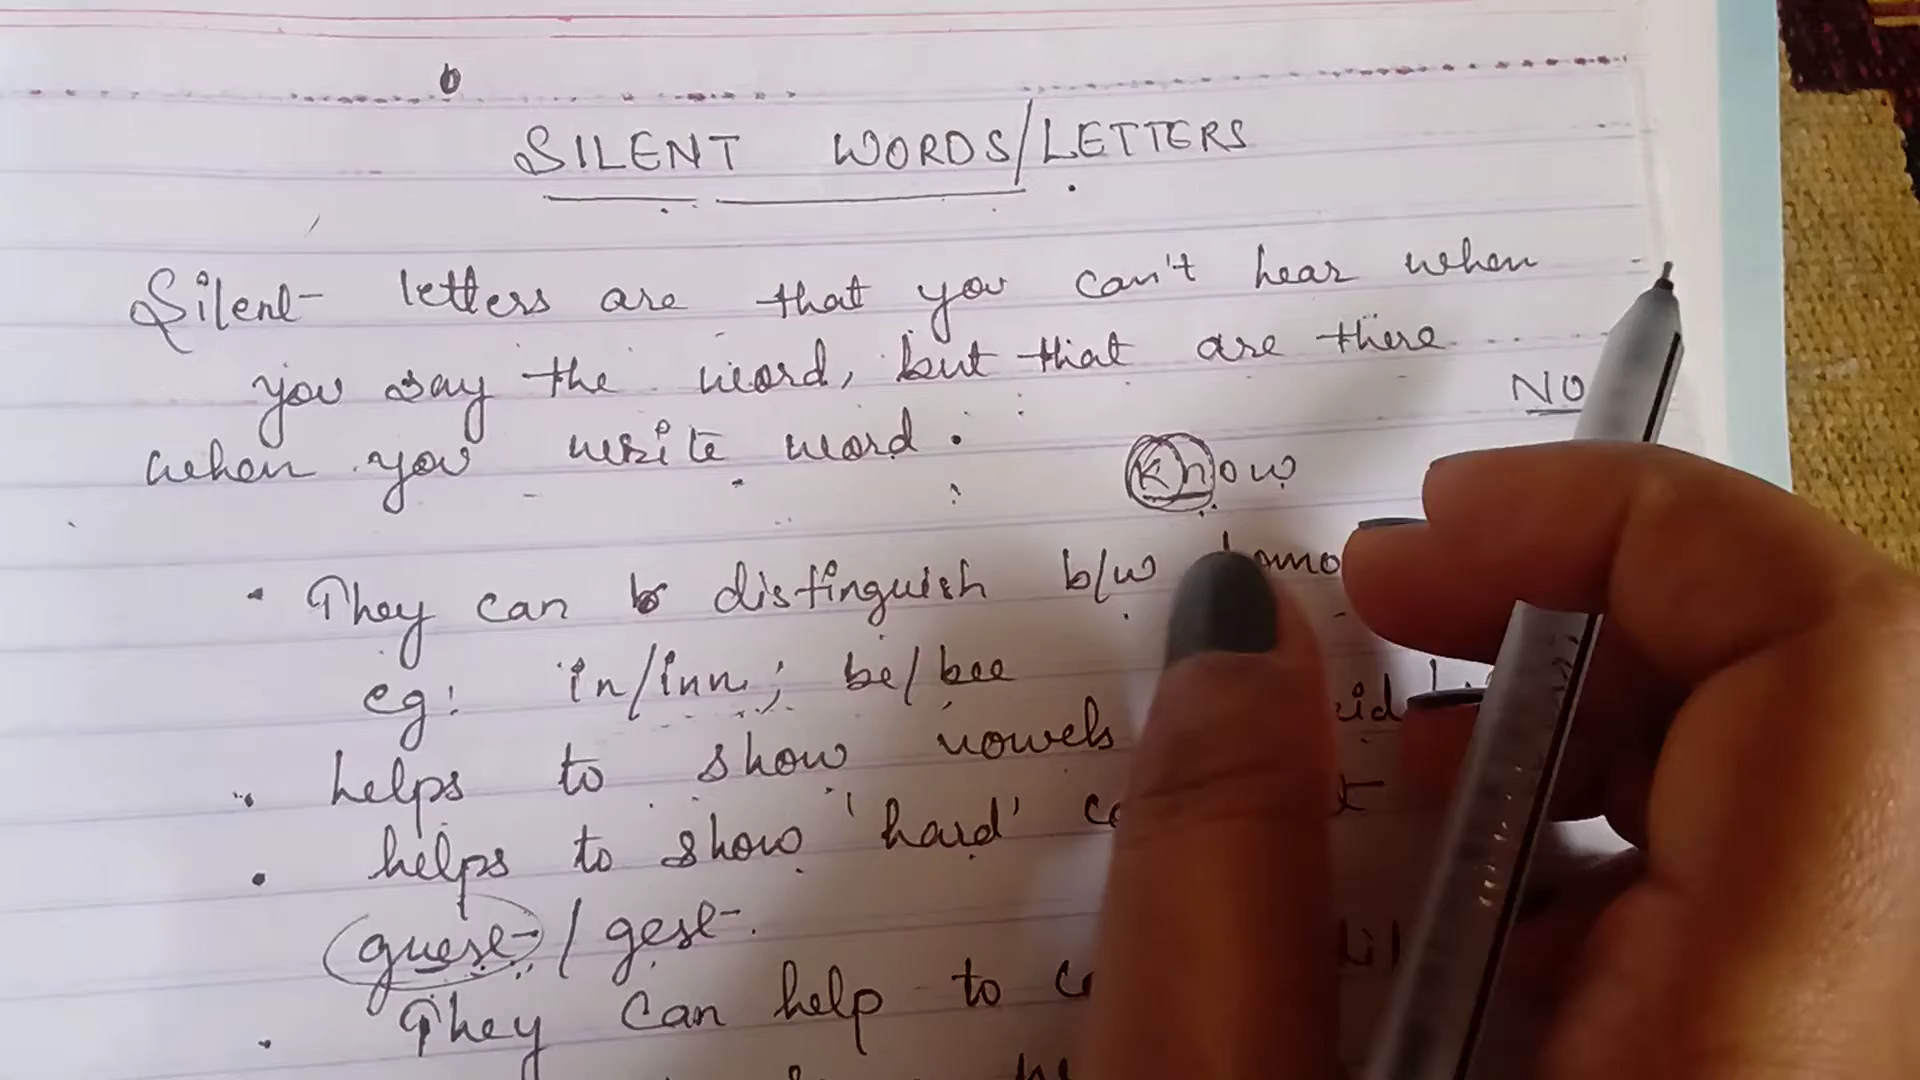 SILENT WORDS/LETTERS
Silent letters are that you can't hear when
you say the word, but that are there
NO
when you write word.
Know
• They can b distinguish b/w
eg: in/inn; be/bee
• helps to show vowels
• helps to show 'hard'
guest / gest.
• They can help to